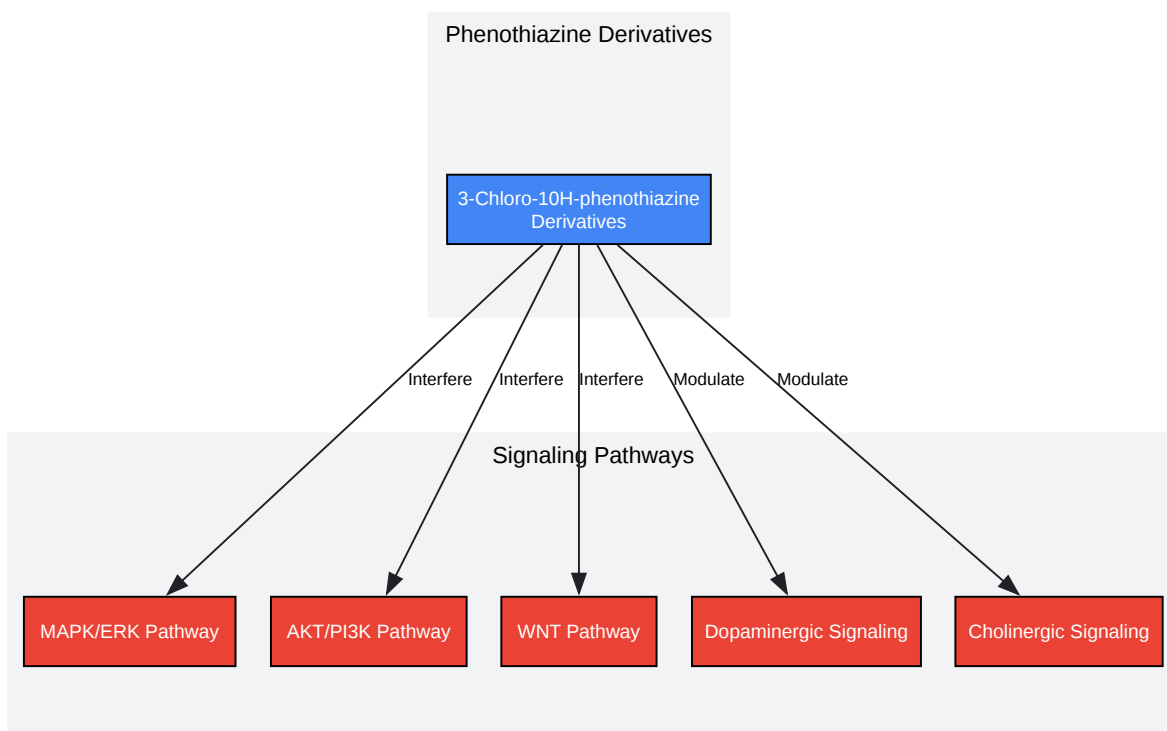 Phenothiazine Derivatives
3-Chloro-10H-phenothiazine
Derivatives
Interfere
Interfere
Interfere
Modulate
Modulate
Signaling Pathways
MAPK/ERK Pathway
AKT/PI3K Pathway
WNT Pathway
Dopaminergic Signaling
Cholinergic Signaling